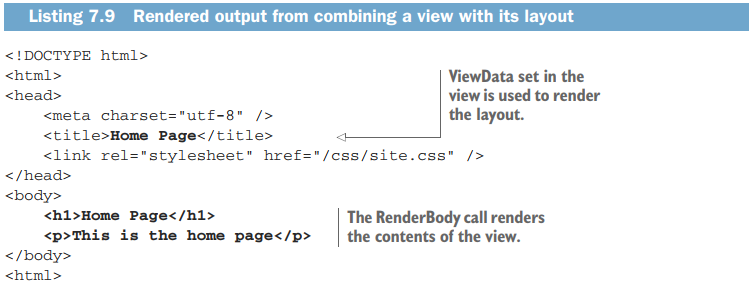 Listing 7.9 Rendered output from combining a view with its layout
<!DOCTYPE html>
<html>
<head>
    <meta charset="utf-8" />
    <title>Home Page</title>
    <link rel="stylesheet" href="/css/site.css" />
</head>
<body>
    <h1>Home Page</h1>
    <p>This is the home page</p>
</body>
<html>
ViewData set in the
view is used to render
the layout.
The RenderBody call renders
the contents of the view.